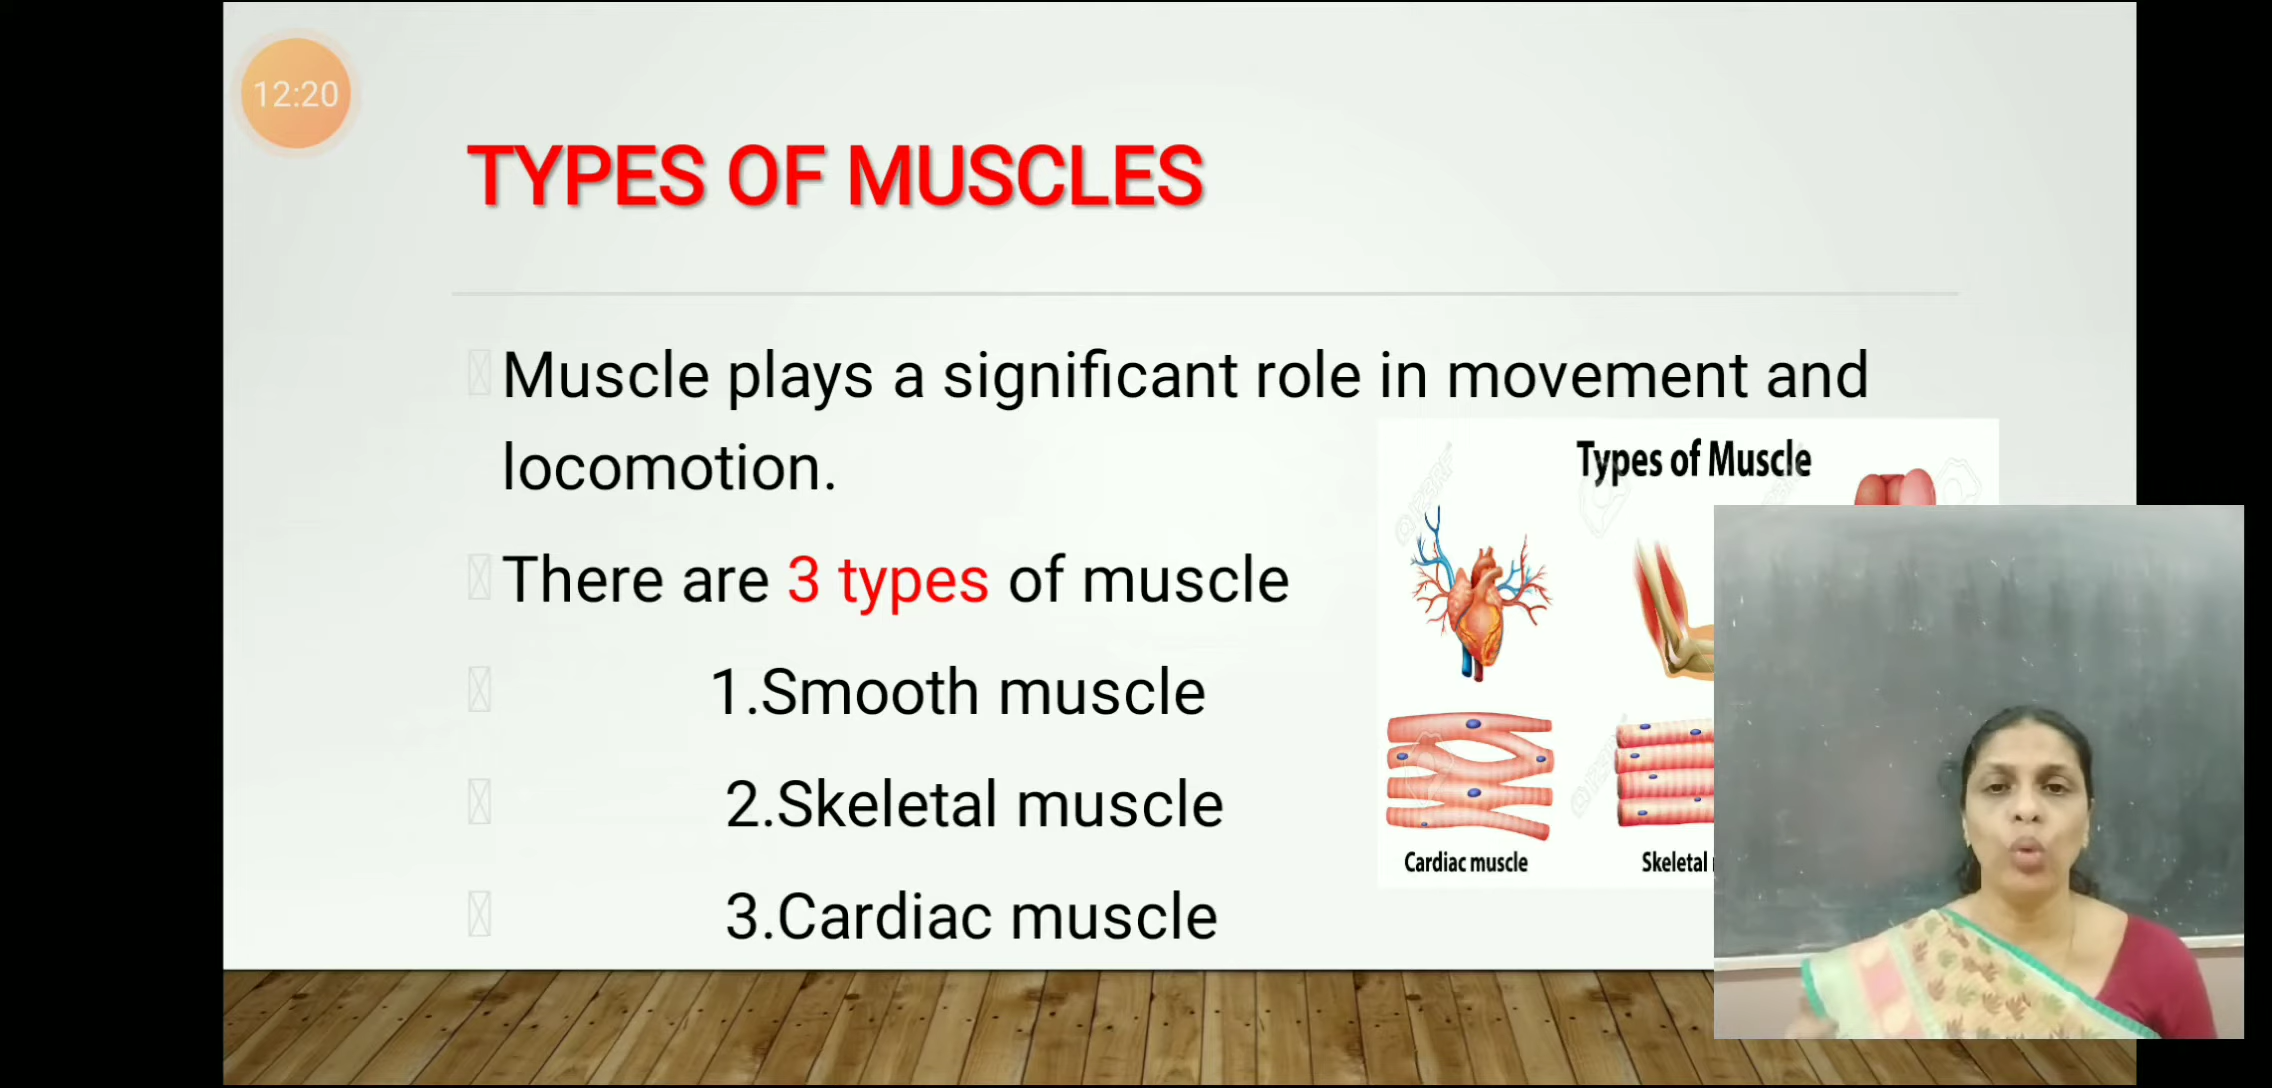 12:20
TYPES OF MUSCLES
Muscle plays a significant role in movement and
locomotion.
There are 3 types of muscle
1.Smooth muscle
2.Skeletal muscle
3.Cardiac muscle
Types of Muscle
Cardiac muscle
Skeletal